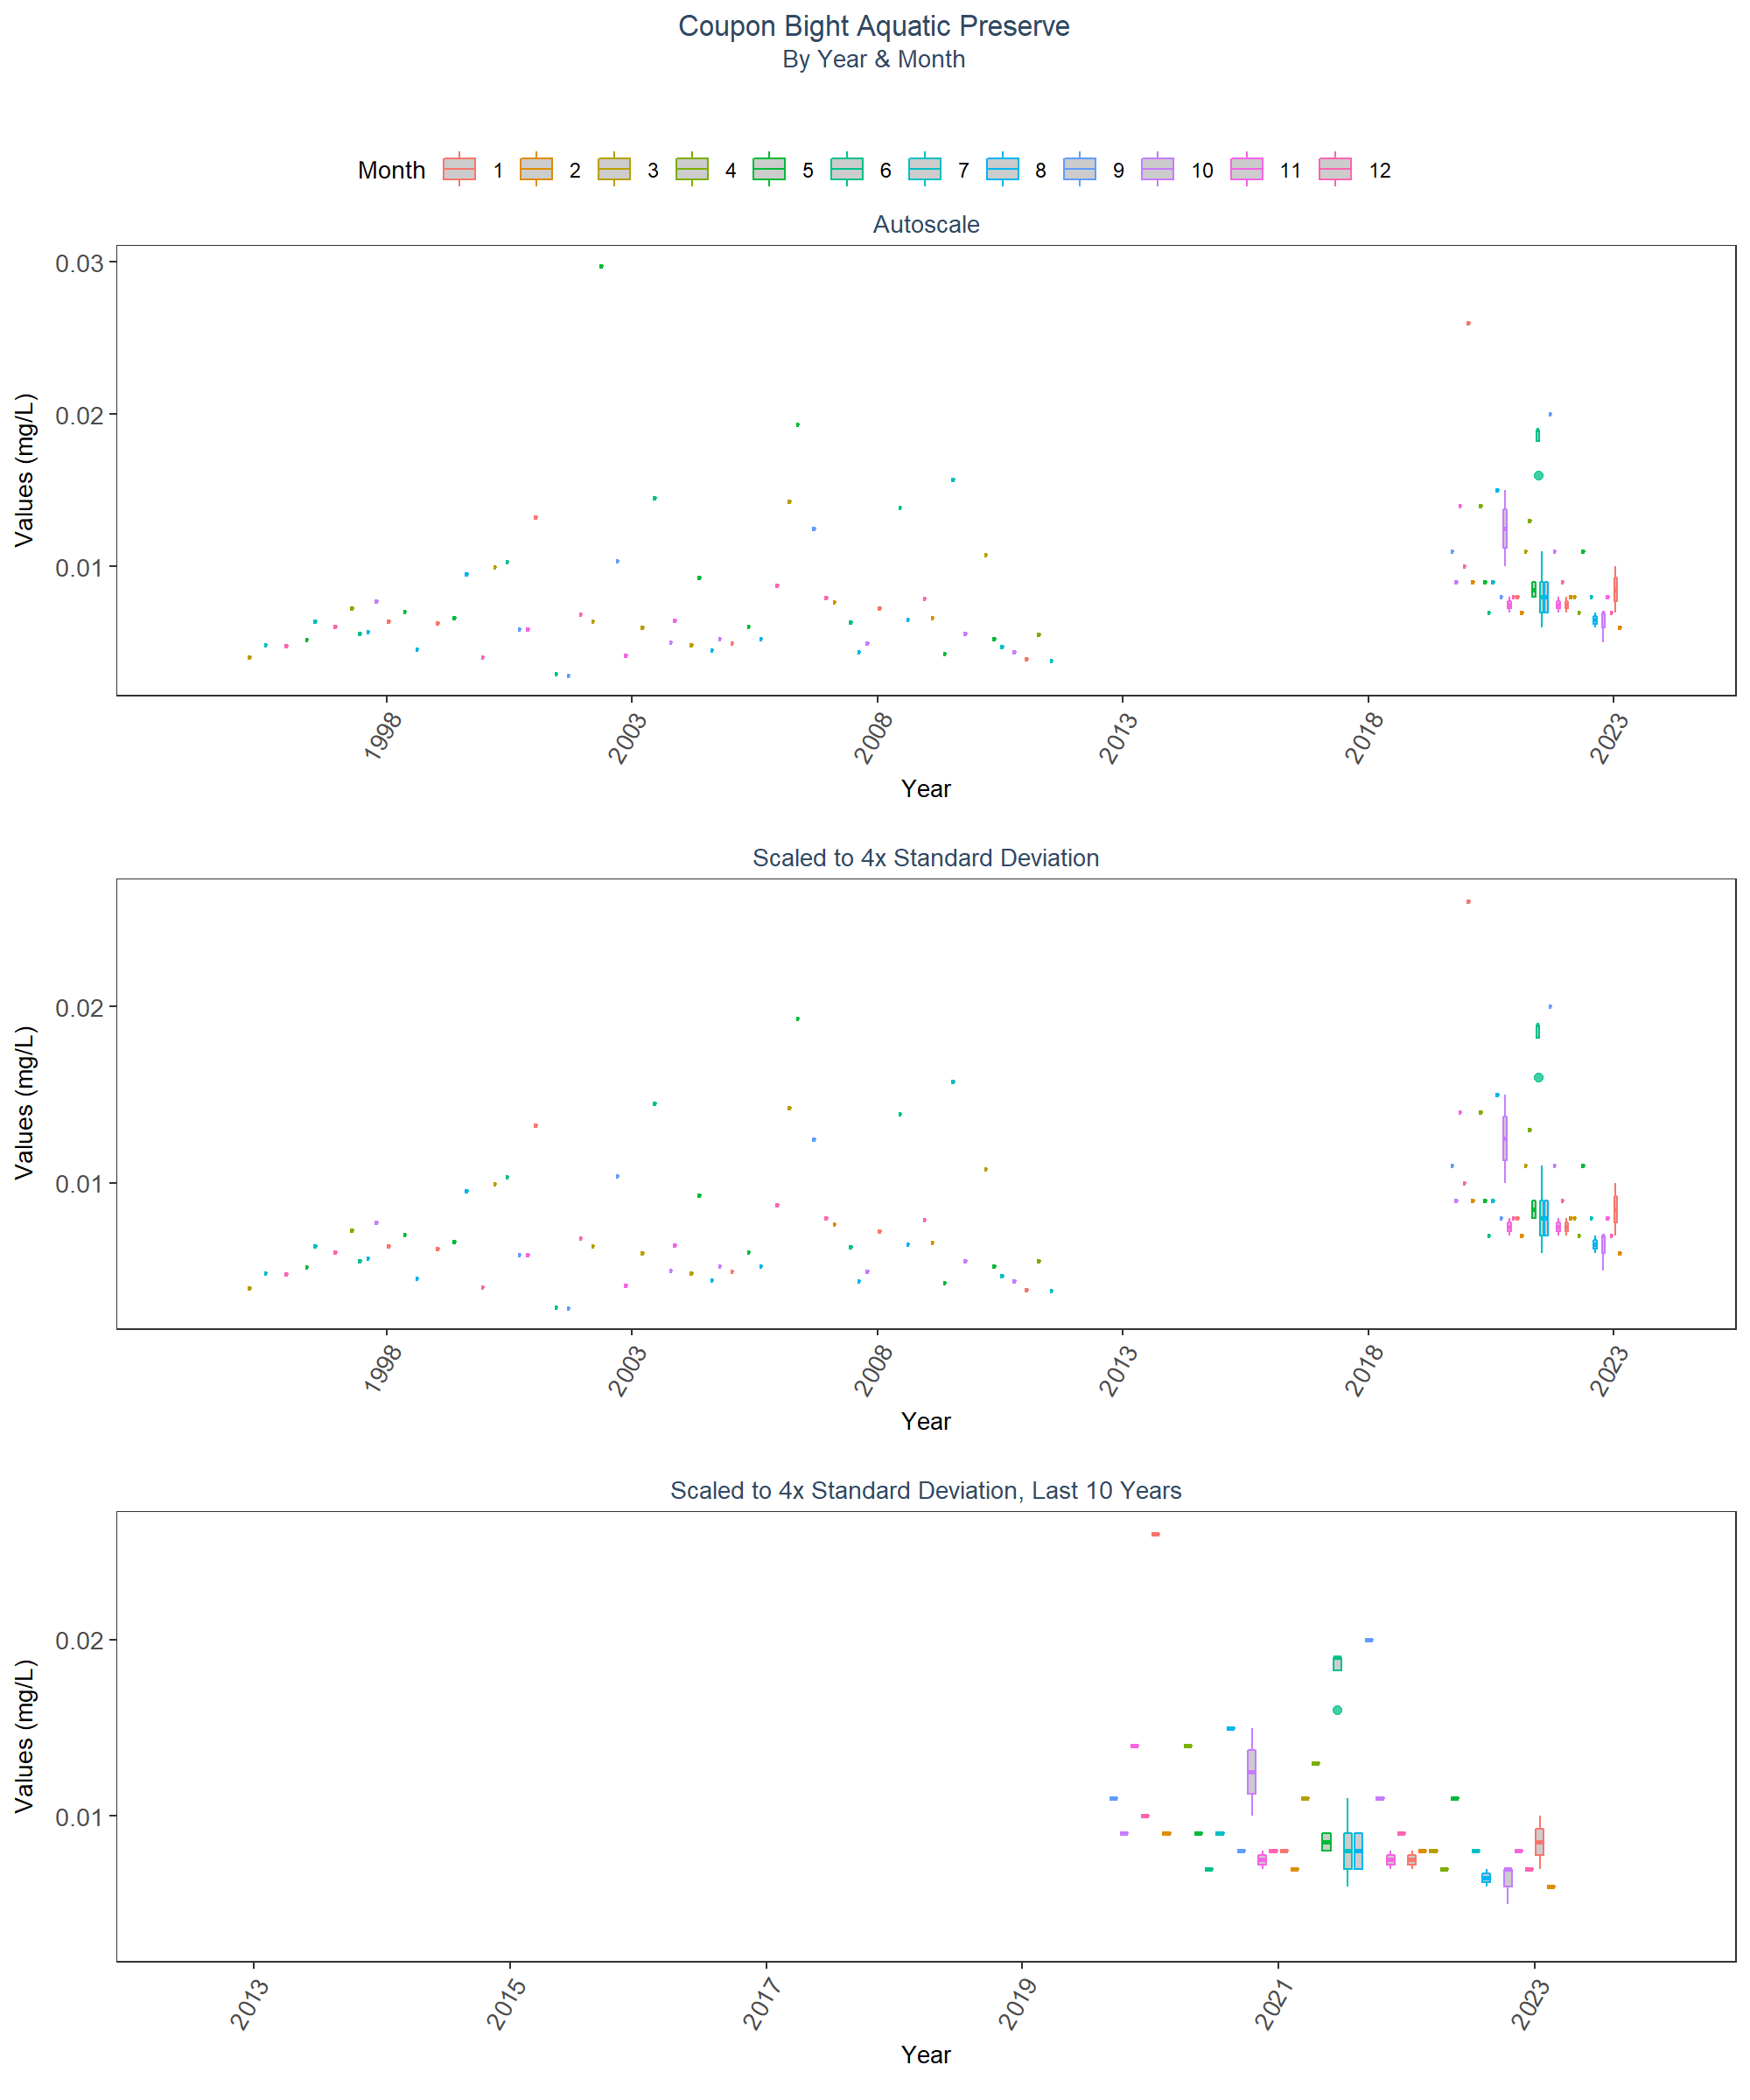 Coupon Bight Aquatic Preserve
By Year & Month
Month 1 2 3 4 5 6 7 8 9 10 11 12
Autoscale
Values (mg/L)
0.03
0.02
0.01
1998 2003 2008 2013 2018 2023
Year
Scaled to 4x Standard Deviation
Values (mg/L)
0.02
0.01
1998 2003 2008 2013 2018 2023
Year
Scaled to 4x Standard Deviation, Last 10 Years
Values (mg/L)
0.02
0.01
2013 2015 2017 2019 2021 2023
Year